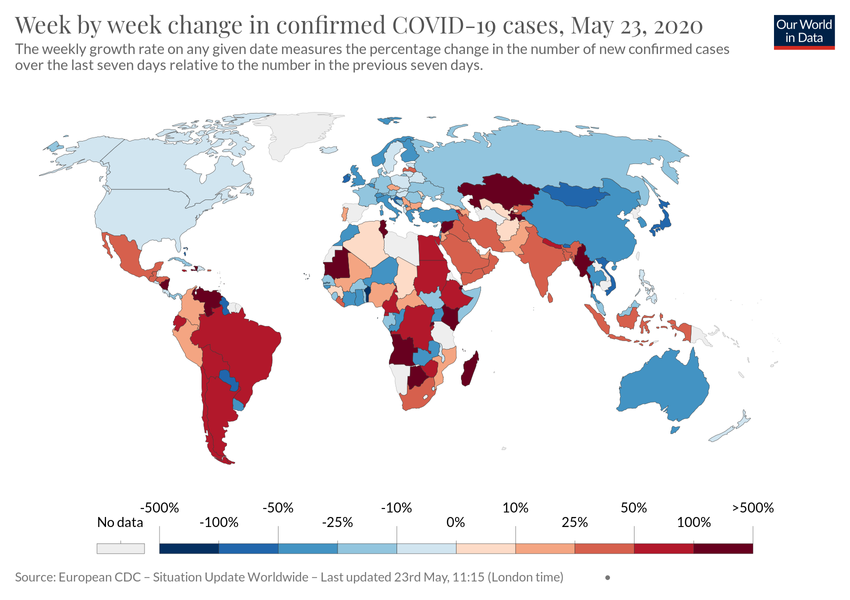 Week by week change in confirmed COVID-19 cases, May 23, 2020
Our World
in Data
The weekly growth rate on any given date measures the percentage change in the number of new confirmed cases
over the last seven days relative to the number in the previous seven days.
-500% -50% -10% 10% 50% >500%
No data -100% -25% 0% 25% 100%
Source: European CDC – Situation Update Worldwide – Last updated 23rd May, 11:15 (London time) •